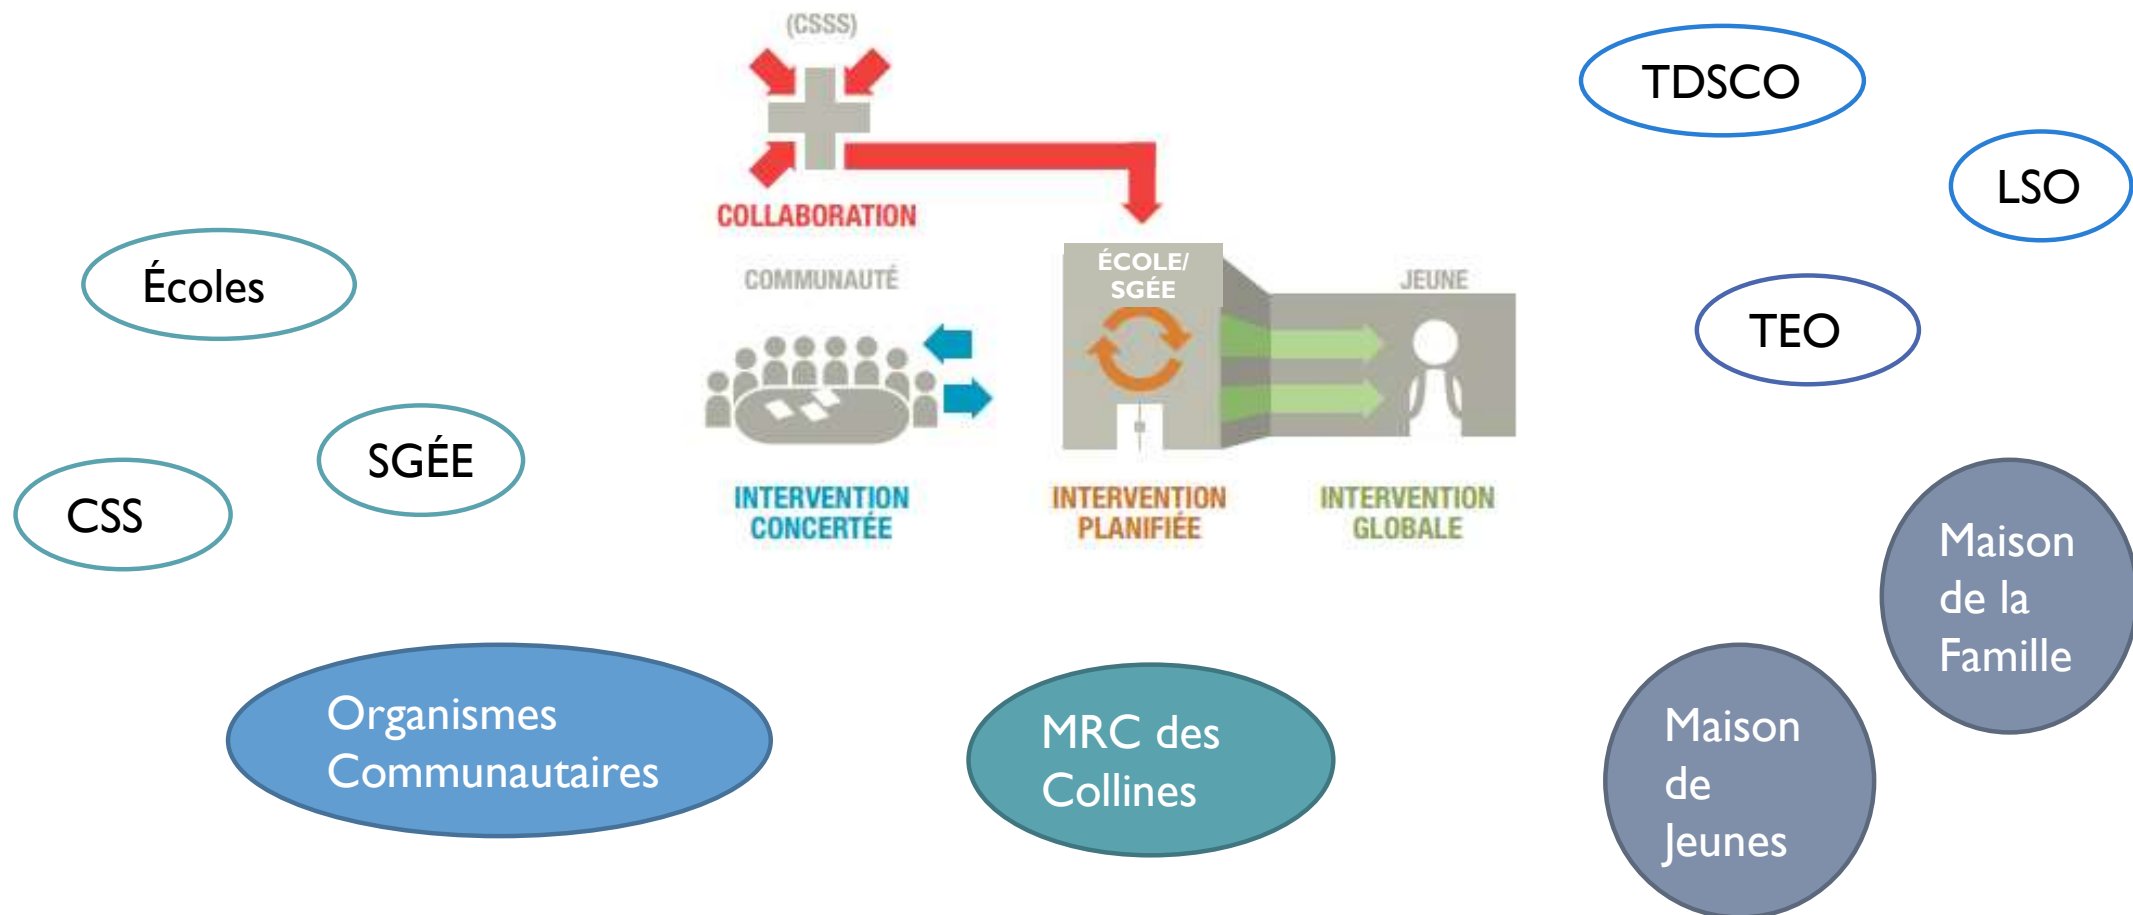 (CSSS)
COLLABORATION
COMMUNAUTÉ
ÉCOLE/
SGÉE
JEUNE
INTERVENTION
CONCERTÉE
INTERVENTION
PLANIFIÉE
INTERVENTION
GLOBALE
Écoles
SGÉE
CSS
TDSCO
LSO
TEO
Organismes
Communautaires
MRC des
Collines
Maison
de
Jeunes
Maison
de la
Famille